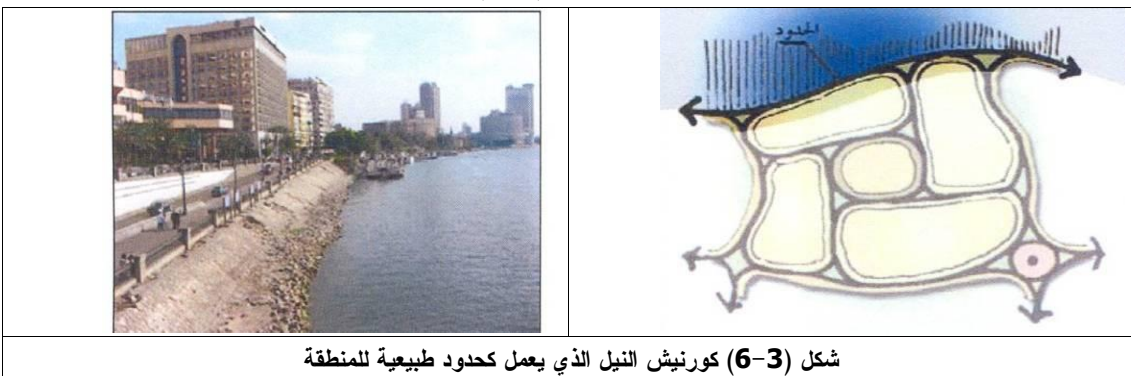 الحدود
شكل (3-6) كورنيش النيل الذي يعمل كحدود طبيعية للمنطقة